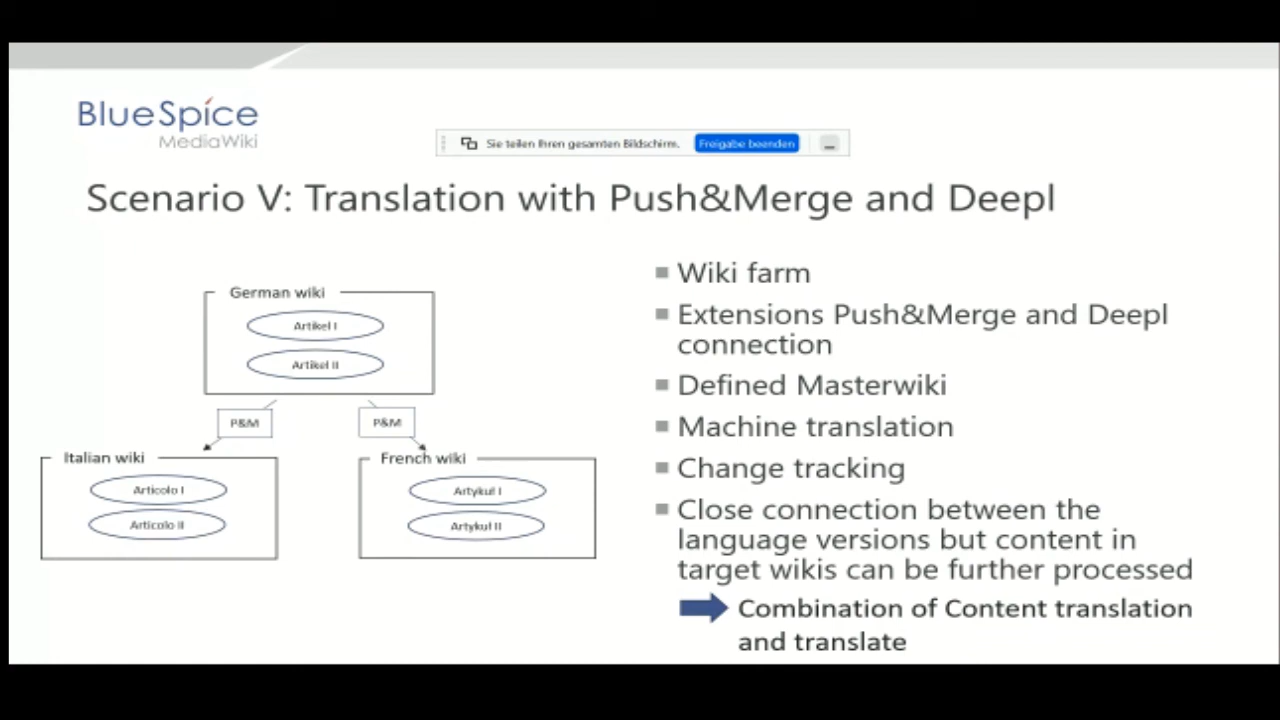 BlueSpice
MediaWiki
Sie teilen Ihren gesamten Bildschirm. Freigabe beenden
Scenario V: Translation with Push&Merge and Deepl
German wiki
Artikel I
Artikel II
P&M P&M
Italian wiki
Articolo I
Articolo II
French wiki
Artykuł I
Artykuł II
Wiki farm
Extensions Push&Merge and Deepl
connection
Defined Masterwiki
Machine translation
Change tracking
Close connection between the
language versions but content in
target wikis can be further processed
Combination of Content translation
and translate